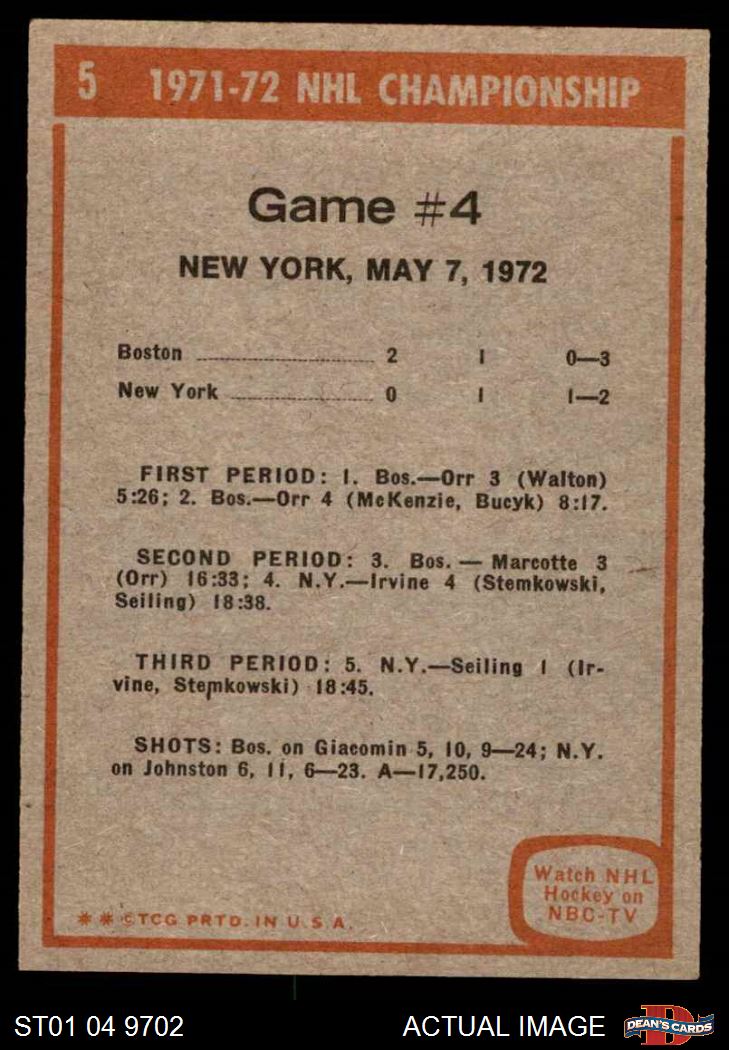 5 1971-72 NHL CHAMPIONSHIP
Game #4
NEW YORK, MAY 7, 1972
Boston ........................ 2 1 0—3
New York ................... 0 1 1—2
FIRST PERIOD: 1. Bos.—Orr 3 (Walton)
5:26; 2. Bos.—Orr 4 (McKenzie, Bucyk) 8:17.
SECOND PERIOD: 3. Bos. — Marcotte 3
(Orr) 16:33; 4. N.Y.—Irvine 4 (Stemkowski,
Seiling) 18:38.
THIRD PERIOD: 5. N.Y.—Seiling 1 (Ir-
vine, Stemkowski) 18:45.
SHOTS: Bos. on Giacomin 5, 10, 9—24; N.Y.
on Johnston 6, 11, 6—23. A—17,250.
Watch NHL
Hockey on
NBC-TV
✱ ✱ ©TCG PRTD. IN U.S.A.
ST01 04 9702 ACTUAL IMAGE DEAN'S CARDS